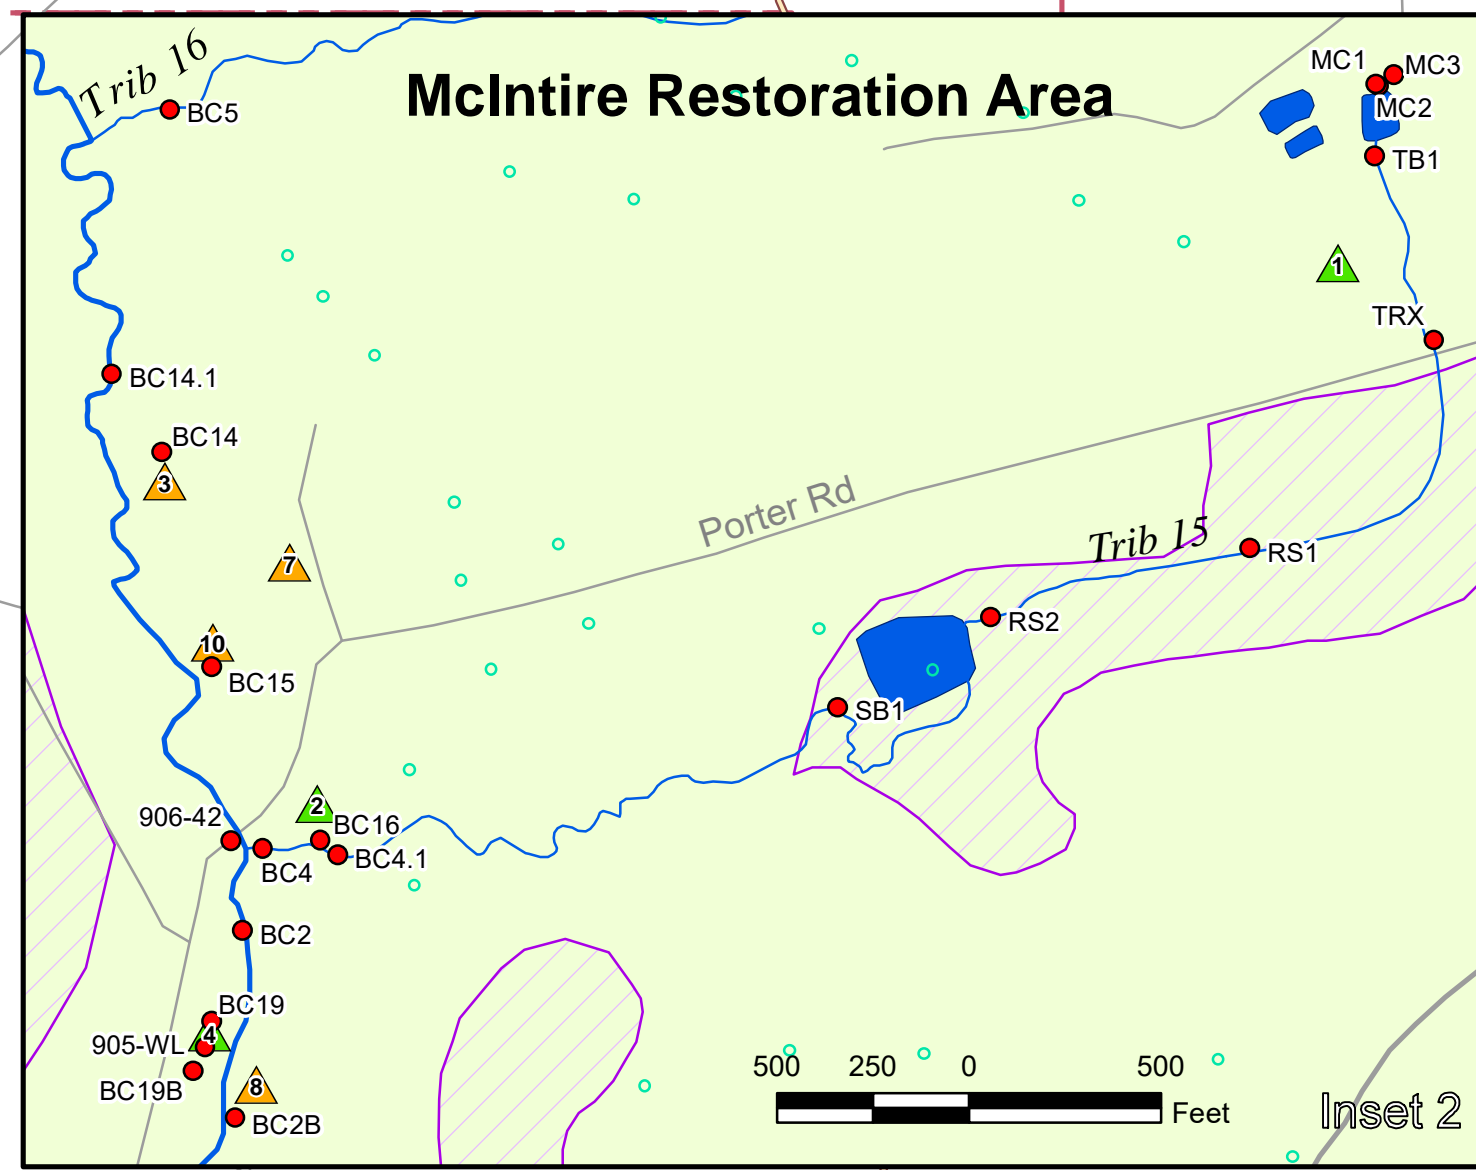 McIntire Restoration Area
Trib 16
BC5
MC1
MC3
MC2
TB1
1
TRX
BC14.1
BC14
3
Porter Rd
7
Trib 15
RS1
RS2
10
BC15
SB1
2
906-42
BC16
BC4
BC4.1
BC2
BC19
4
905-WL
BC19B
8
BC2B
500 250 0 500
Feet
Inset 2